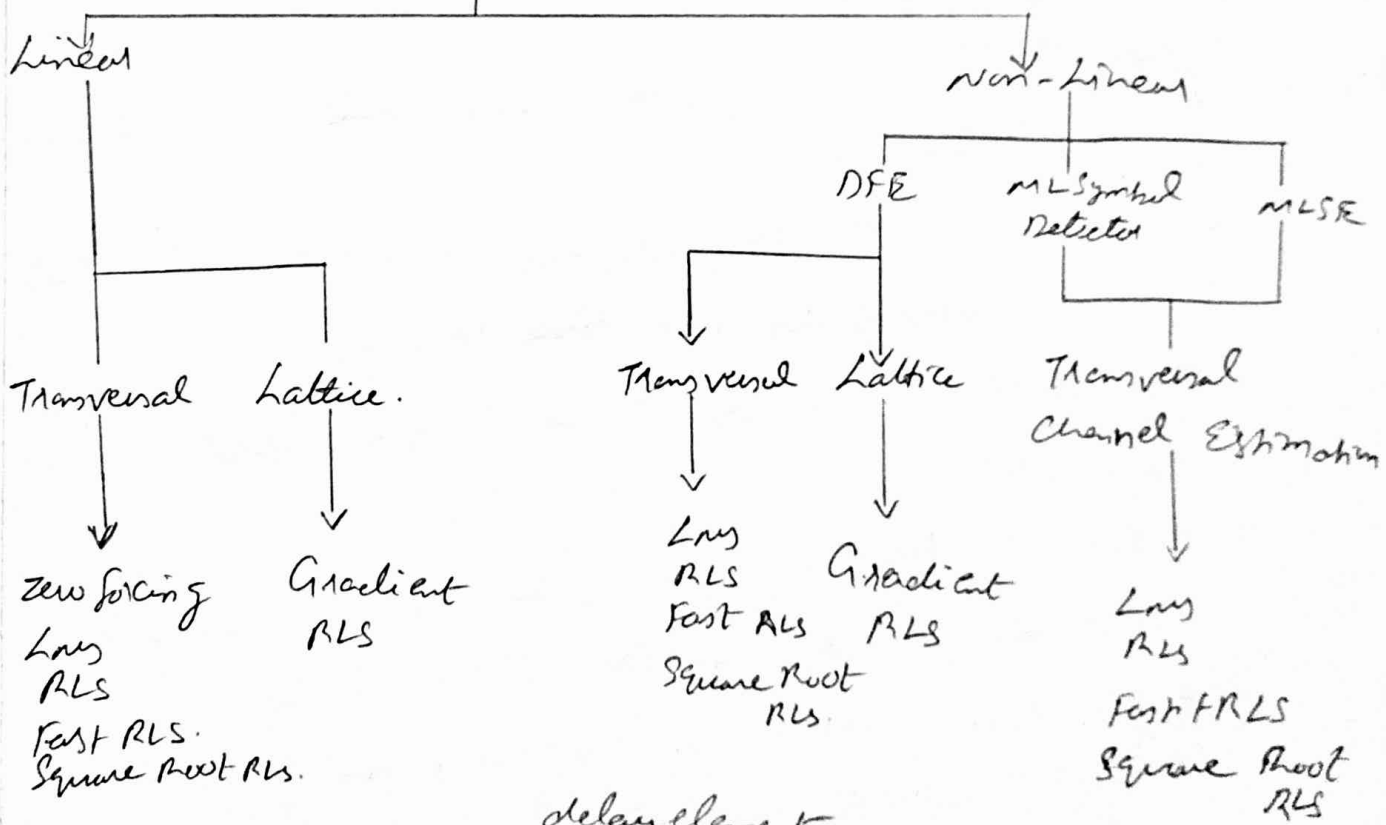 Linear
Non-Linear
DFE
ML Symbol
Detector
MLSE
Transversal
Lattice.
Transversal
Lattice
Transversal
Channel Estimation
Zero forcing
LMS
RLS
Fast RLS.
Square Root RLS.
Gradient
RLS
LMS
RLS
Fast RLS
Square Root
RLS.
Gradient
RLS
LMS
RLS
Fast RLS
Square Root
RLS
delay element